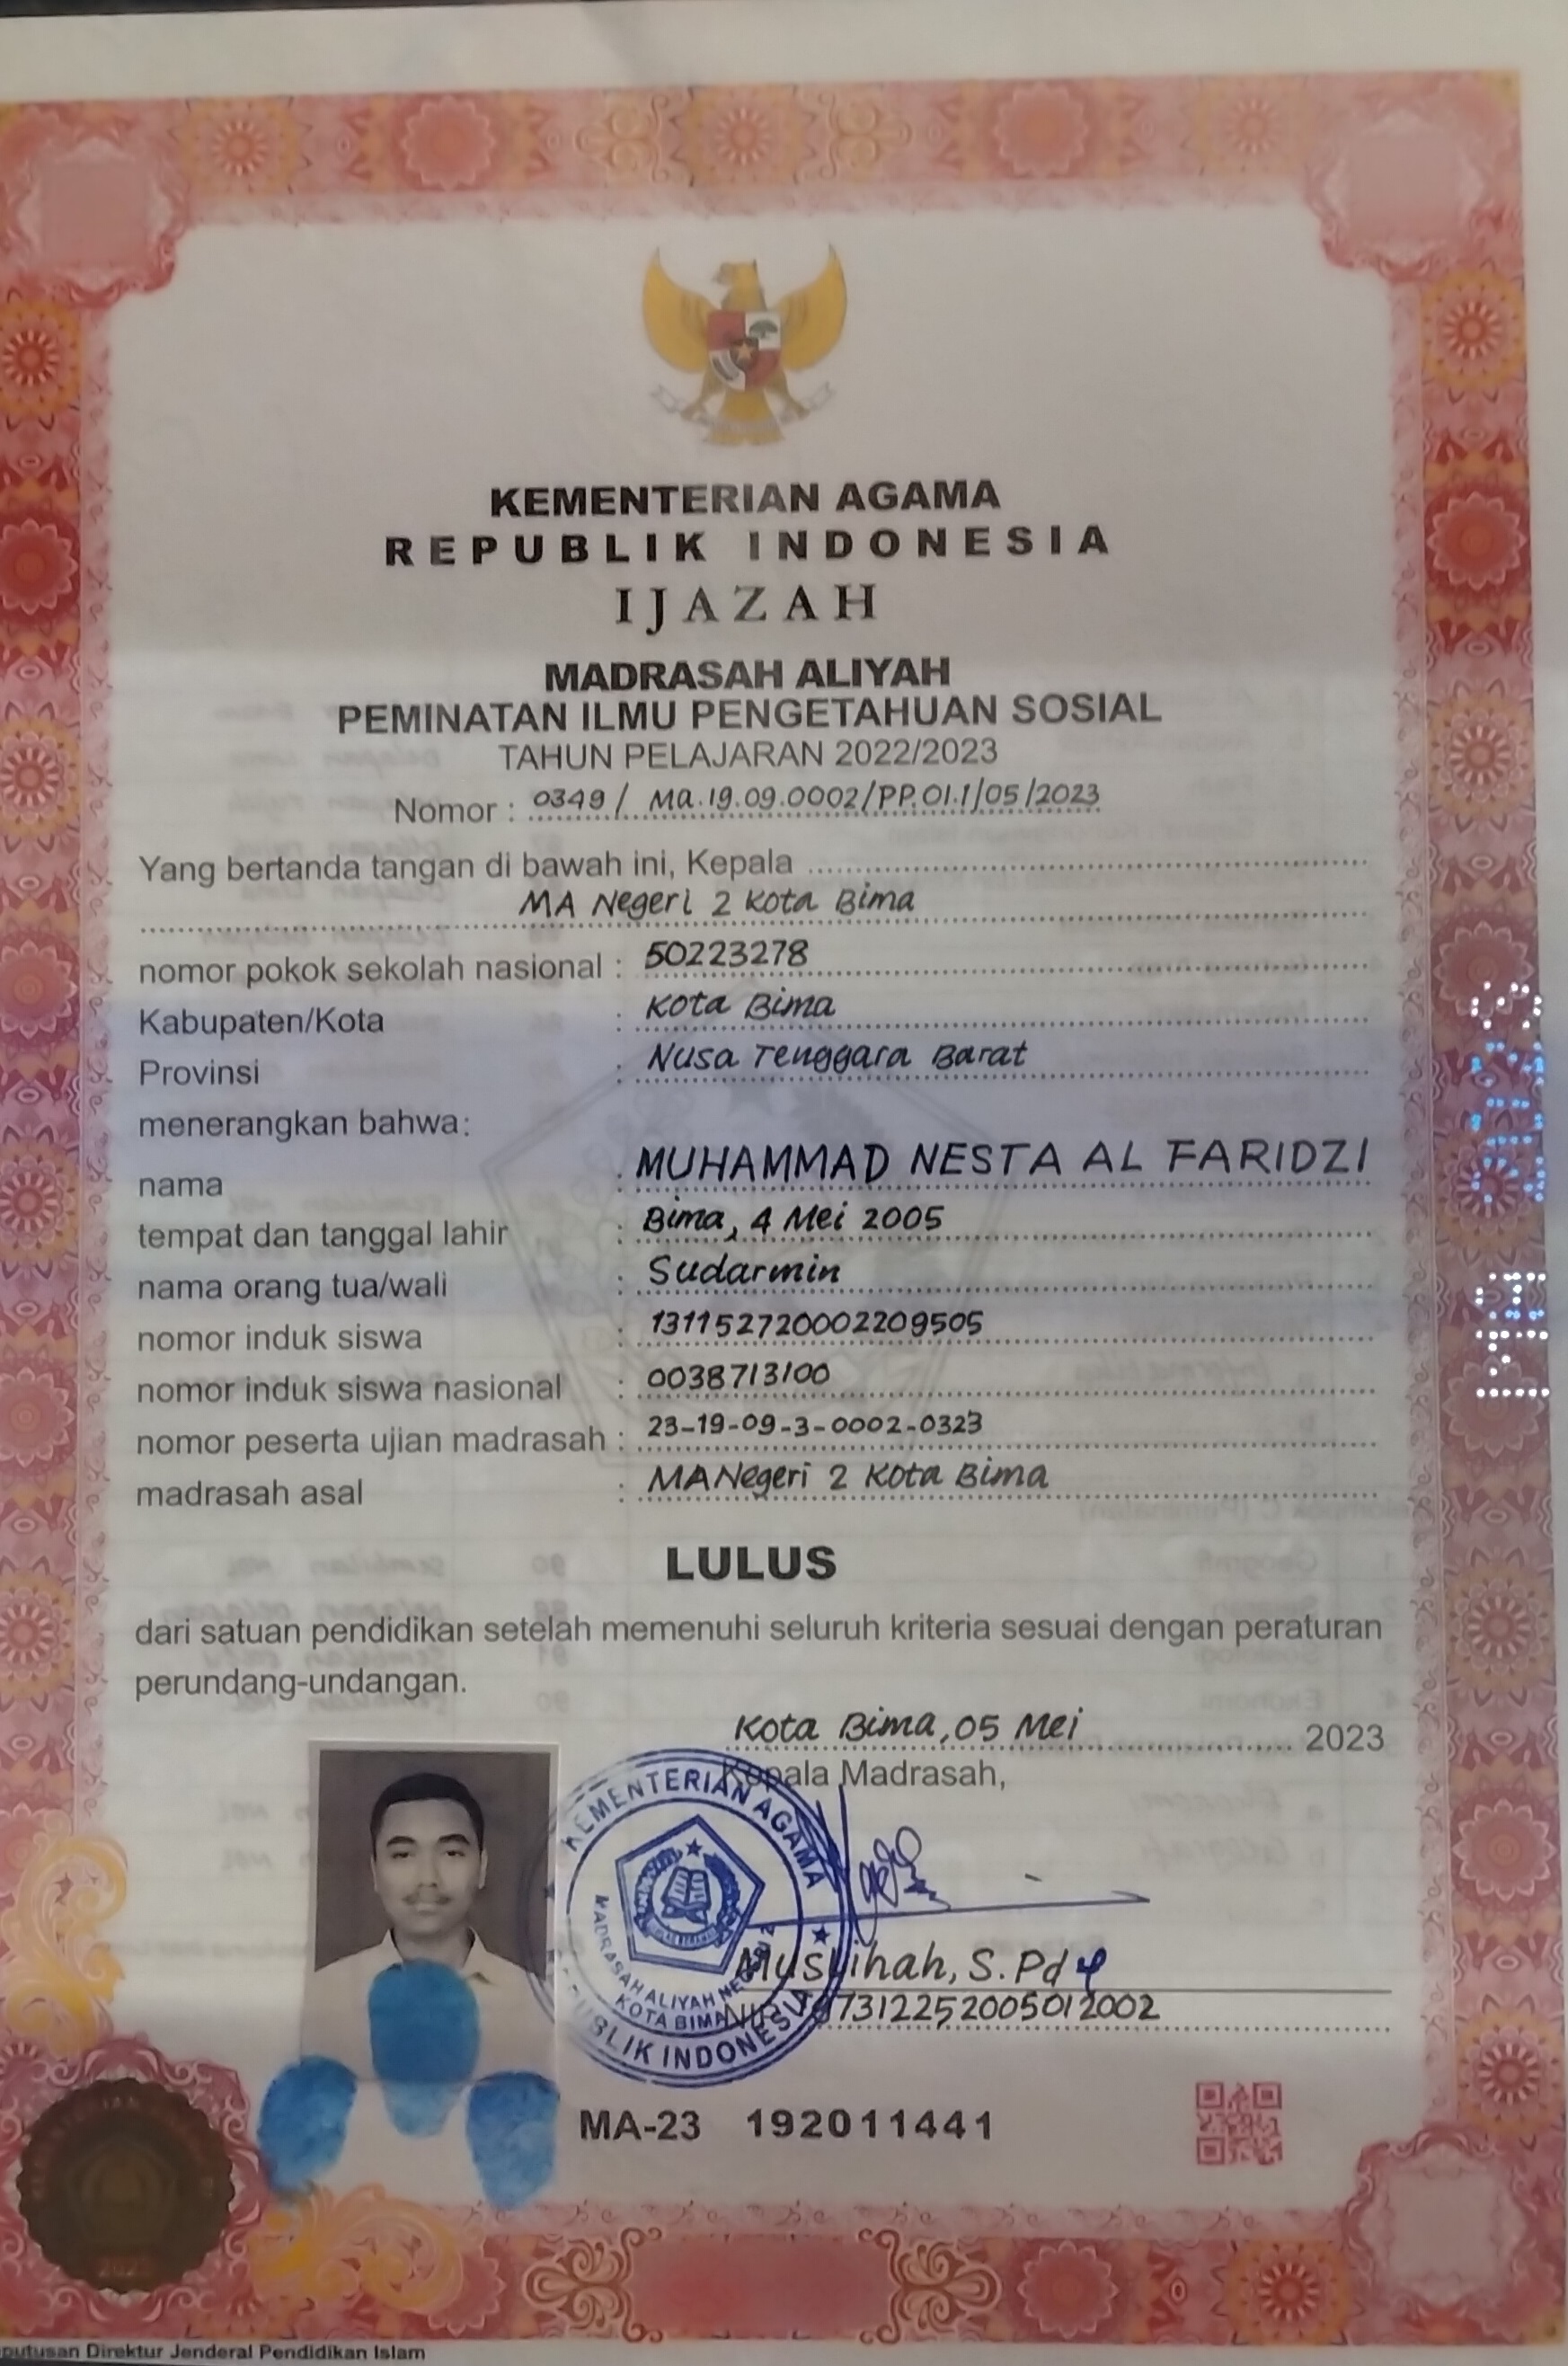 KEMENTERIAN AGAMA
REPUBLIK INDONESIA
IJAZAH
MADRASAH ALIYAH
PEMINATAN ILMU PENGETAHUAN SOSIAL
TAHUN PELAJARAN 2022/2023
Nomor : 0349 / Ma.19.09.0002/PP.01.1/05/2023
Yang bertanda tangan di bawah ini, Kepala
MA Negeri 2 Kota Bima
nomor pokok sekolah nasional : 50223278
Kabupaten/Kota : Kota Bima
Provinsi : Nusa Tenggara Barat
menerangkan bahwa:
nama : MUHAMMAD NESTA AL FARIDZI
tempat dan tanggal lahir : Bima, 4 Mei 2005
nama orang tua/wali : Sudarmin
nomor induk siswa : 131152720002209505
nomor induk siswa nasional : 0038713100
nomor peserta ujian madrasah : 23-19-09-3-0002-0323
madrasah asal : MA Negeri 2 Kota Bima
LULUS
dari satuan pendidikan setelah memenuhi seluruh kriteria sesuai dengan peraturan
perundang-undangan.
Kota Bima, 05 Mei 2023
Kepala Madrasah,
KEMENTERIAN AGAMA
MADRASAH ALIYAH NEGERI 2
KOTA BIMA
REPUBLIK INDONESIA
Muslihah, S.Pd
NIP. 197312252005012002
MA-23 192011441
Direktur Jenderal Pendidikan Islam